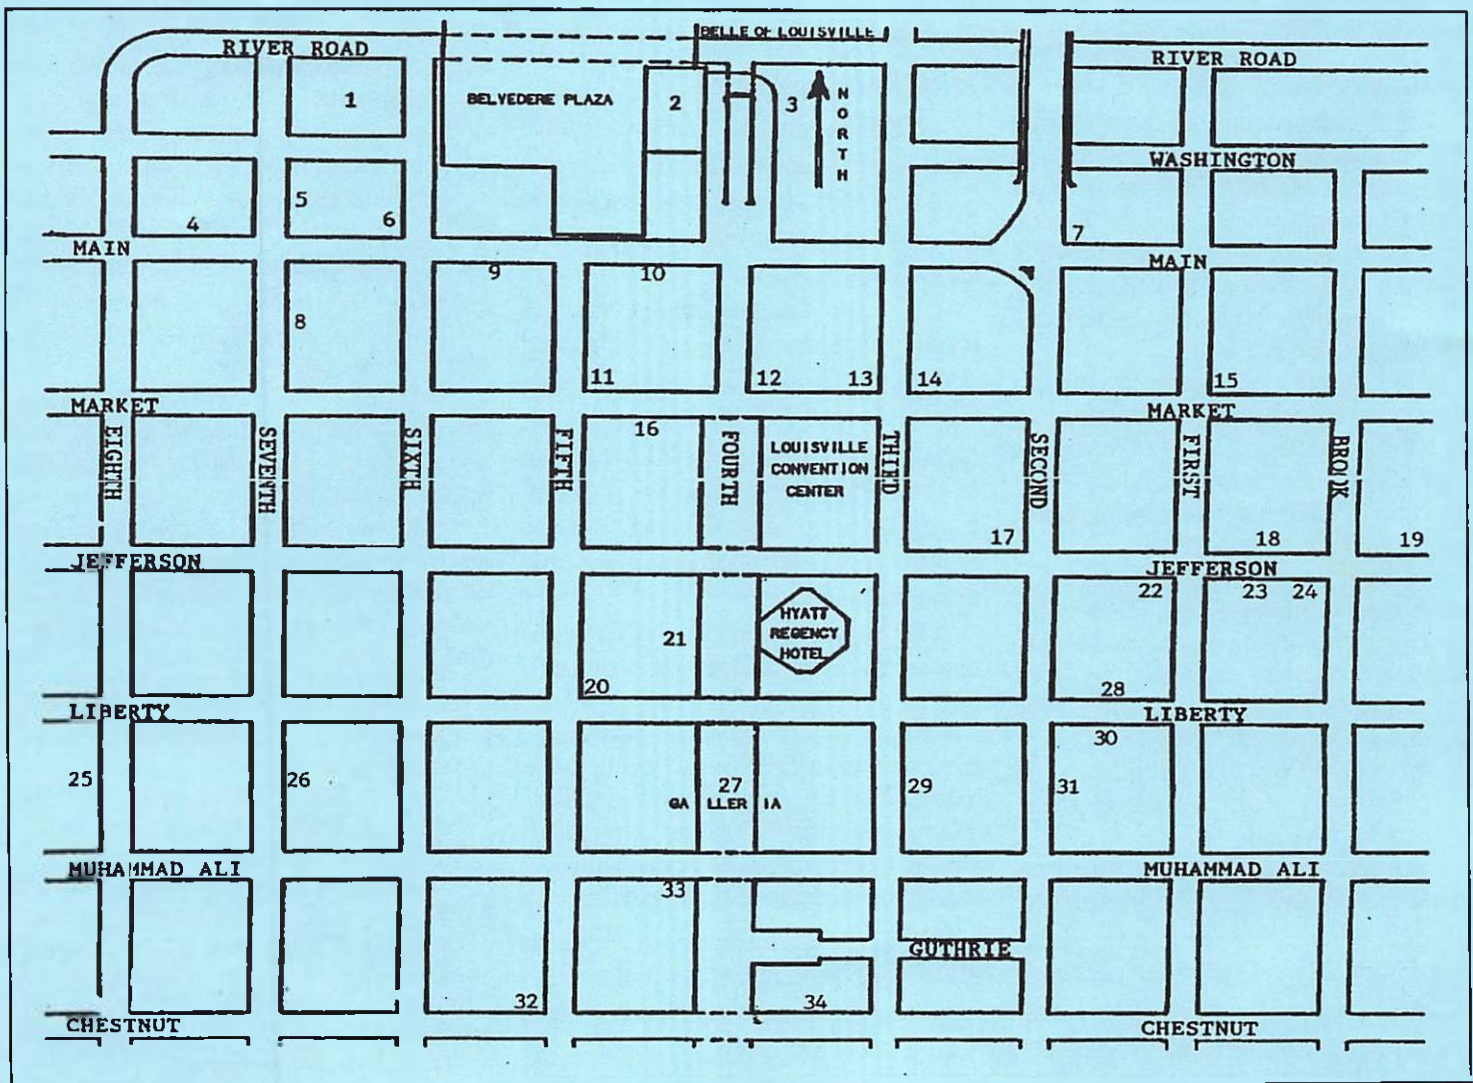 BELLE OF LOUISVILLE
RIVER ROAD
RIVER ROAD
1
BELVEDERE PLAZA
2
3
NORTH
WASHINGTON
4
5
6
7
MAIN
MAIN
8
9
10
11
12
13
14
15
MARKET
MARKET
16
EIGHTH
SEVENTH
SIXTH
FIFTH
FOURTH
LOUISVILLE
CONVENTION
CENTER
THIRD
SECOND
FIRST
BROOK
17
18
19
JEFFERSON
JEFFERSON
22
23
24
HYATT
REGENCY
HOTEL
21
20
28
LIBERTY
LIBERTY
30
25
26
27
GALLERIA
29
31
MUHAMMAD ALI
MUHAMMAD ALI
33
GUTHRIE
32
34
CHESTNUT
CHESTNUT